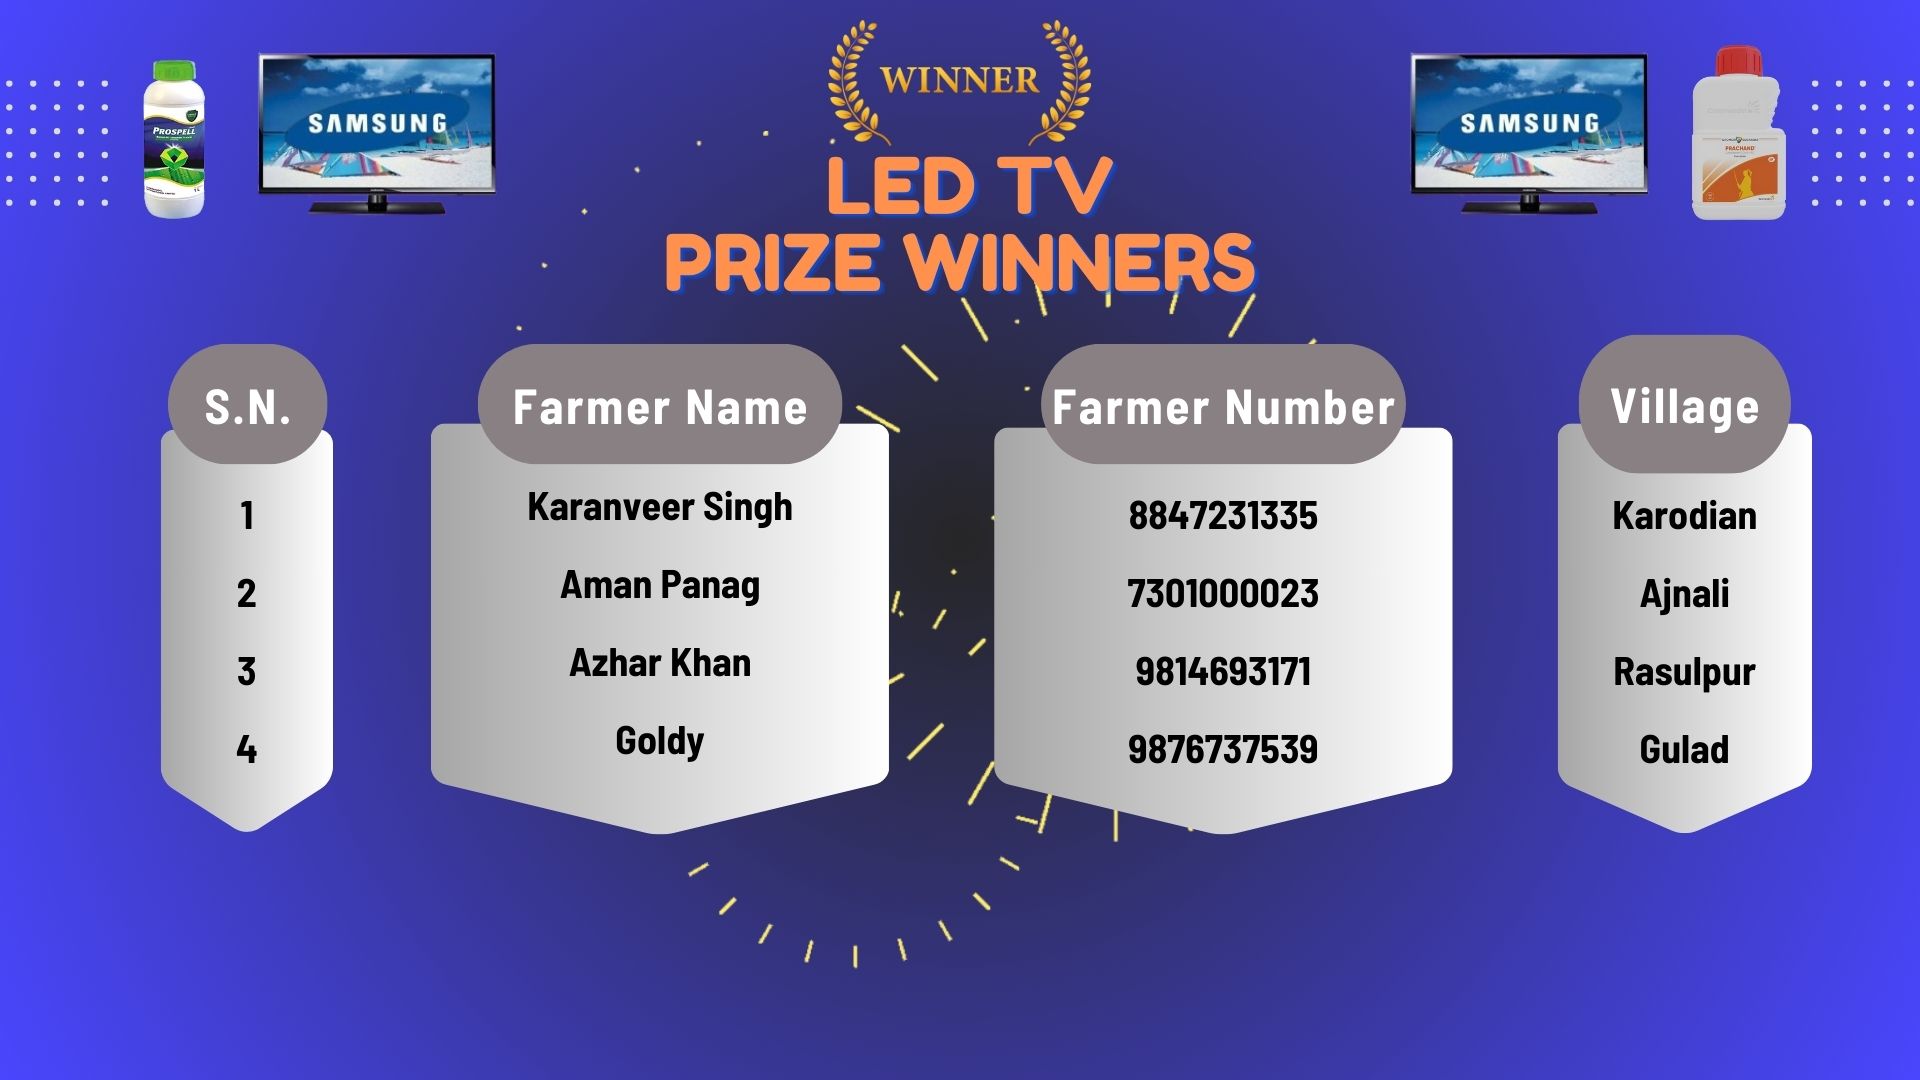 WINNER
SAMSUNG
SAMSUNG
PROSPELL
PRACHAND
LED TV
PRIZE WINNERS
S.N. Farmer Name Farmer Number Village
1 Karanveer Singh 8847231335 Karodian
2 Aman Panag 7301000023 Ajnali
3 Azhar Khan 9814693171 Rasulpur
4 Goldy 9876737539 Gulad